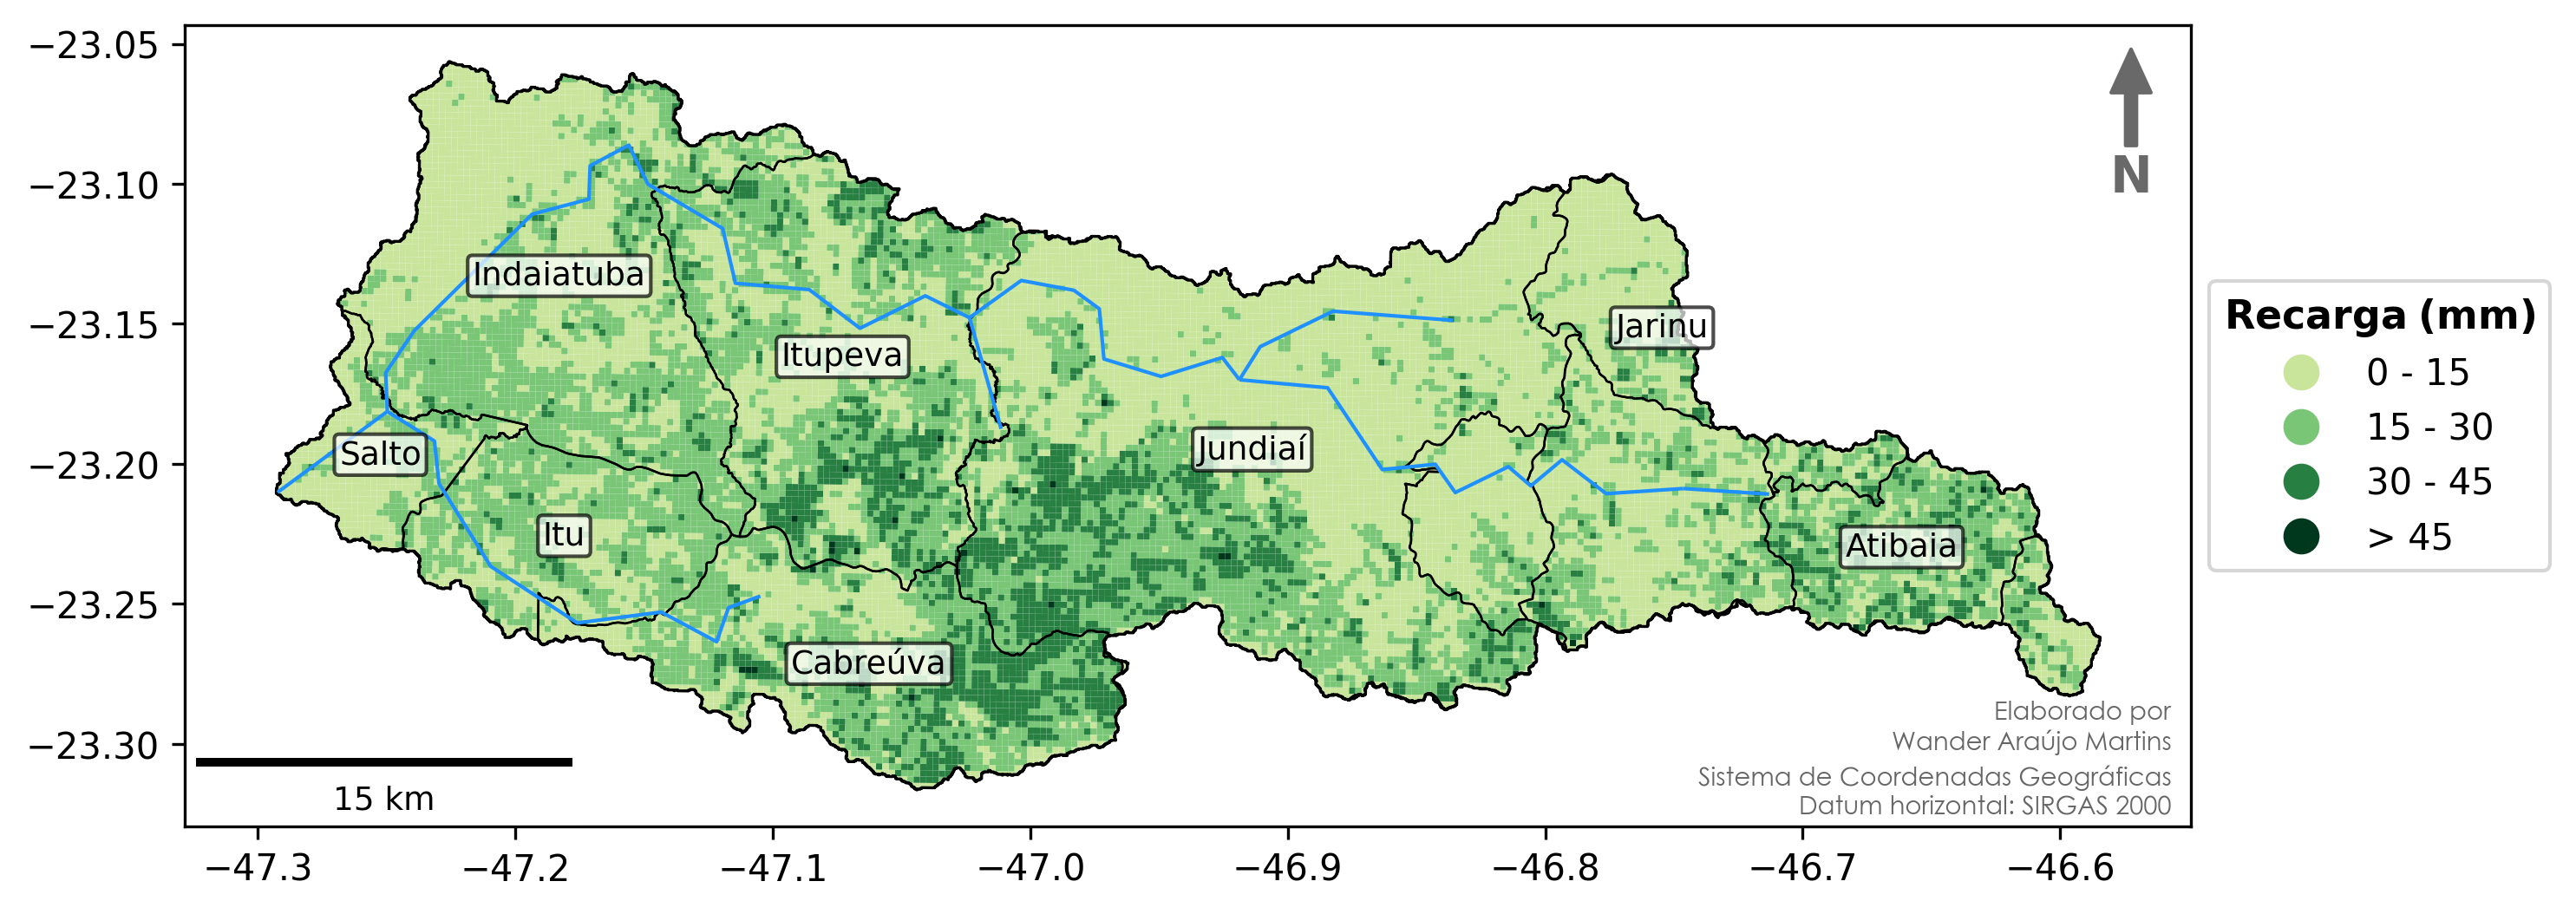 −23.05
−23.10
−23.15
−23.20
−23.25
−23.30
−47.3
−47.2
−47.1
−47.0
−46.9
−46.8
−46.7
−46.6
N
Indaiatuba
Jarinu
Itupeva
Salto
Jundiaí
Itu
Atibaia
Cabreúva
15 km
Elaborado por
Wander Araújo Martins
Sistema de Coordenadas Geográficas
Datum horizontal: SIRGAS 2000
Recarga (mm)
0 - 15
15 - 30
30 - 45
> 45